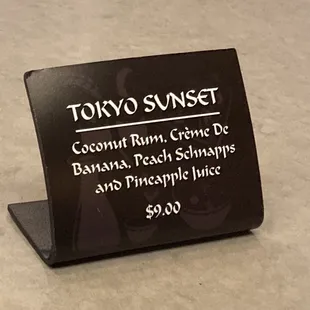 TOKYO SUNSET
Coconut Rum, Crème De
Banana, Peach Schnapps
and Pineapple Juice
$9.00